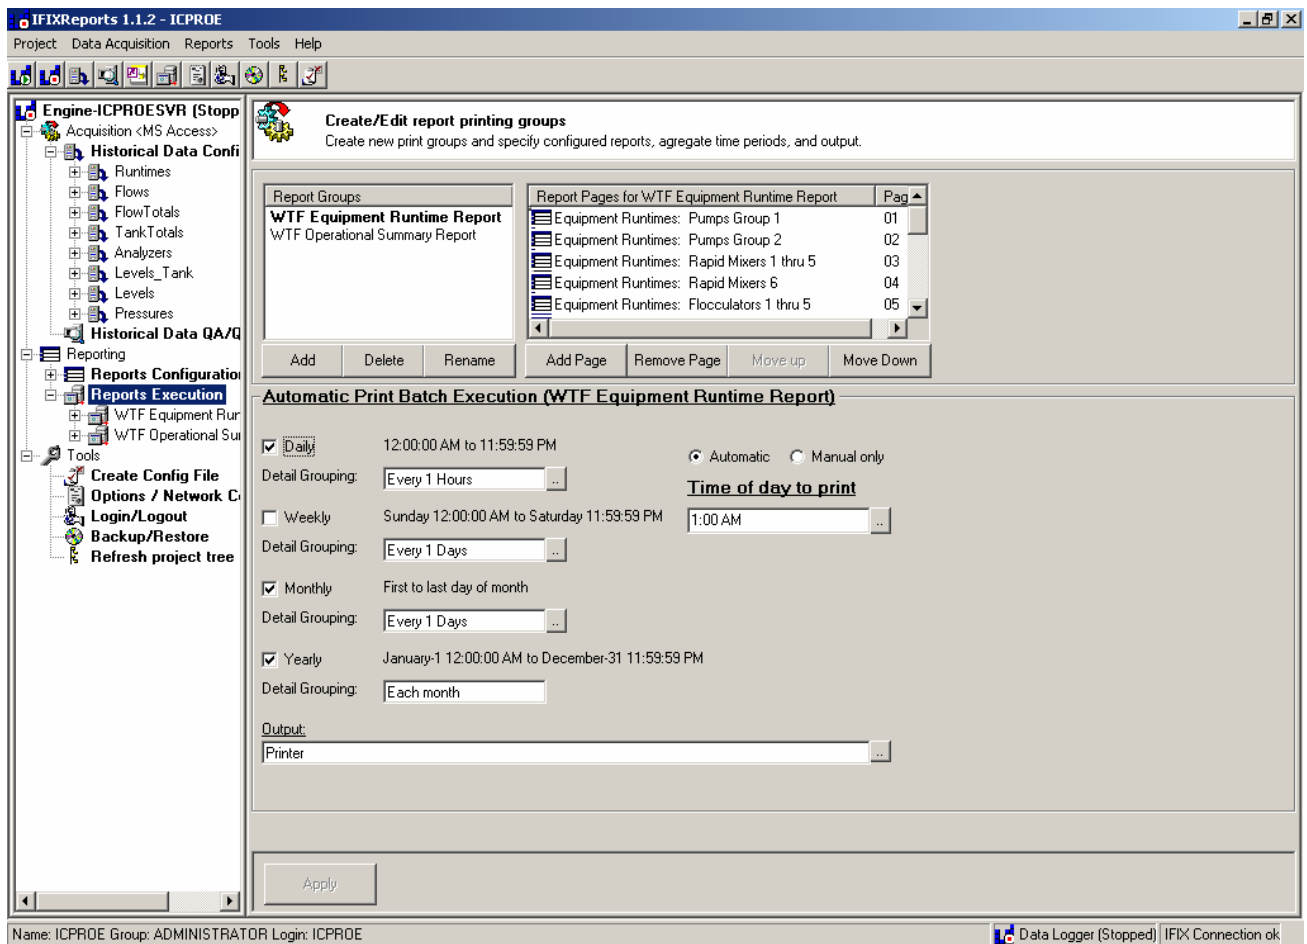 IFIXReports 1.1.2 - ICPROE
Project Data Acquisition Reports Tools Help
Engine-ICPROESVR (Stopp
Acquisition <MS Access>
Historical Data Confi
Runtimes
Flows
FlowTotals
TankTotals
Analyzers
Levels_Tank
Levels
Pressures
Historical Data QA/Q
Reporting
Reports Configuration
Reports Execution
WTF Equipment Run
WTF Operational Sur
Tools
Create Config File
Options / Network C
Login/Logout
Backup/Restore
Refresh project tree
Create/Edit report printing groups
Create new print groups and specify configured reports, agregate time periods, and output.
Report Groups
WTF Equipment Runtime Report
WTF Operational Summary Report
Add Delete Rename
Report Pages for WTF Equipment Runtime Report Pag
Equipment Runtimes: Pumps Group 1 01
Equipment Runtimes: Pumps Group 2 02
Equipment Runtimes: Rapid Mixers 1 thru 5 03
Equipment Runtimes: Rapid Mixers 6 04
Equipment Runtimes: Flocculators 1 thru 5 05
Add Page Remove Page Move up Move Down
Automatic Print Batch Execution (WTF Equipment Runtime Report)
Daily 12:00:00 AM to 11:59:59 PM
Detail Grouping: Every 1 Hours ..
Weekly Sunday 12:00:00 AM to Saturday 11:59:59 PM
Detail Grouping: Every 1 Days ..
Monthly First to last day of month
Detail Grouping: Every 1 Days ..
Yearly January-1 12:00:00 AM to December-31 11:59:59 PM
Detail Grouping: Each month
Automatic Manual only
Time of day to print
1:00 AM ..
Output:
Printer ..
Apply
Name: ICPROE Group: ADMINISTRATOR Login: ICPROE
Data Logger (Stopped) IFIX Connection ok